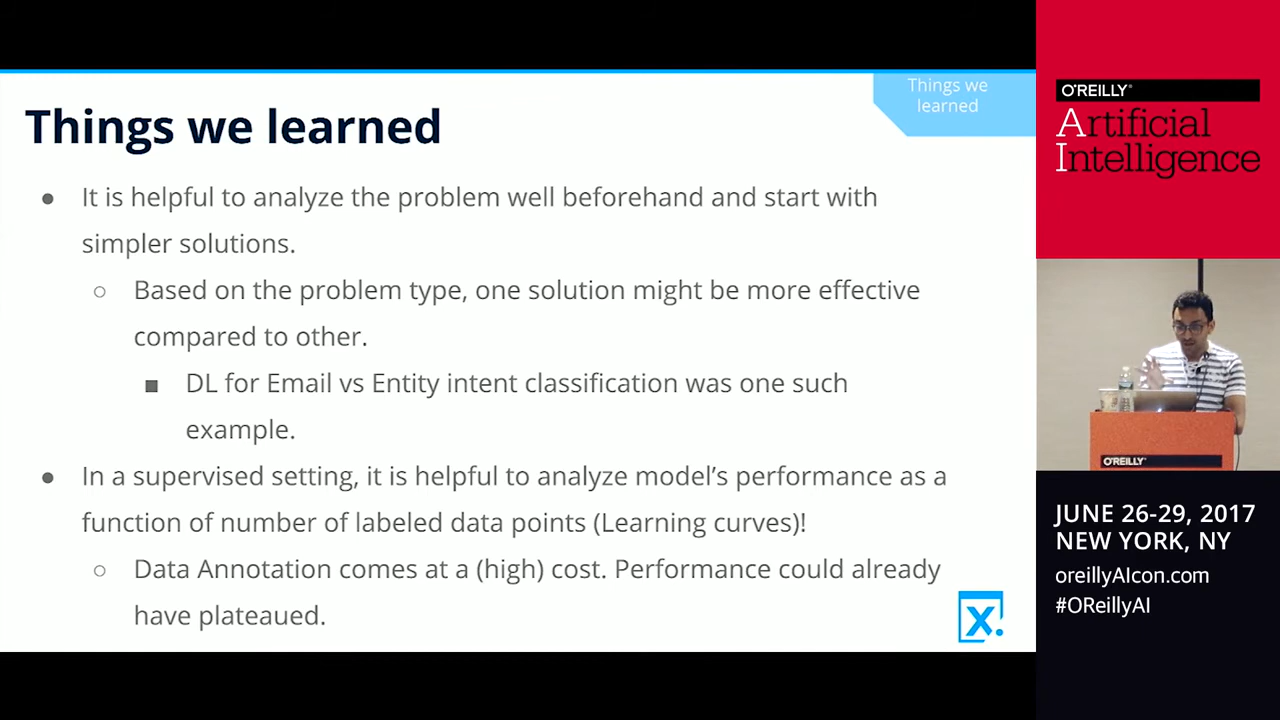 Things we
learned
Things we learned
● It is helpful to analyze the problem well beforehand and start with
simpler solutions.
○ Based on the problem type, one solution might be more effective
compared to other.
■ DL for Email vs Entity intent classification was one such
example.
● In a supervised setting, it is helpful to analyze model's performance as a
function of number of labeled data points (Learning curves)!
○ Data Annotation comes at a (high) cost. Performance could already
have plateaued.
x.
O'REILLY®
Artificial
Intelligence
O'REILLY®
JUNE 26-29, 2017
NEW YORK, NY
oreillyAIcon.com
#OReillyAI